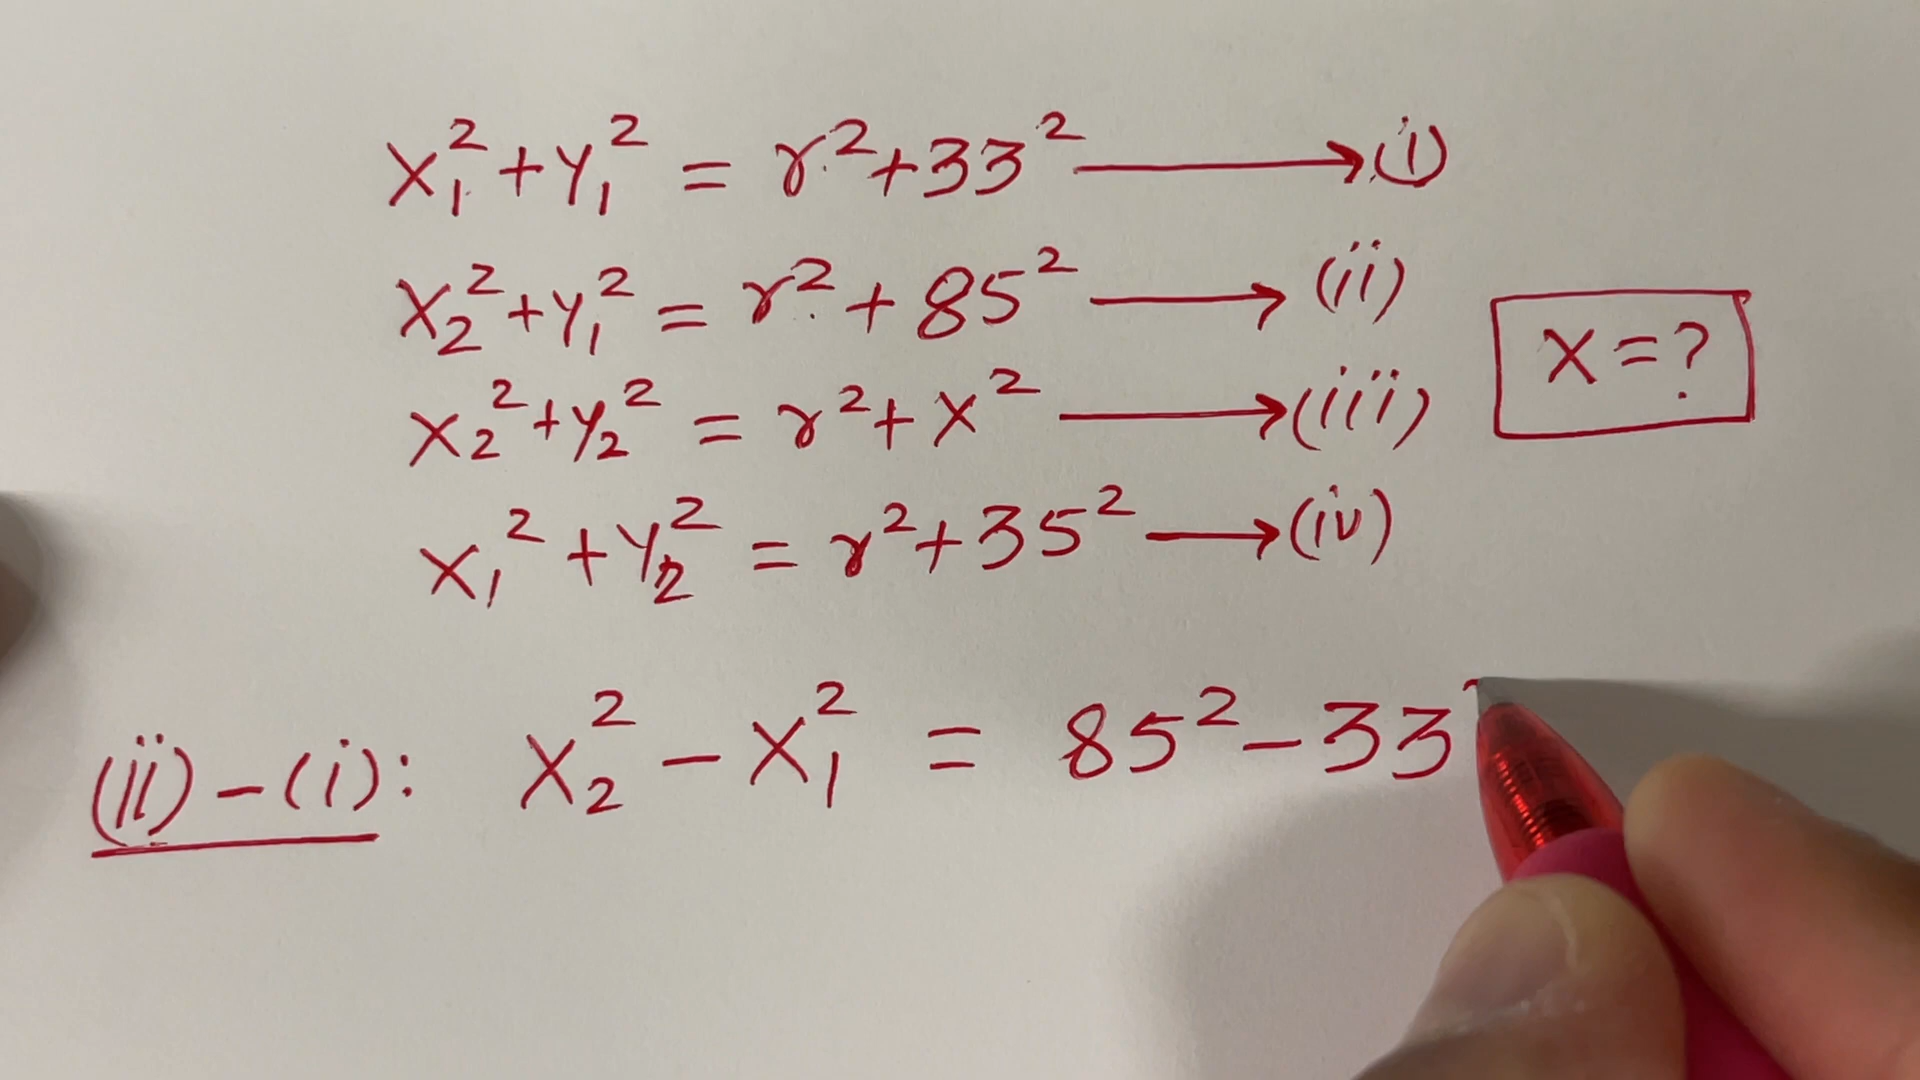 x₁² + y₁² = r² + 33² ⟶ (i)
x₂² + y₁² = r² + 85² ⟶ (ii)
x₂² + y₂² = r² + x² ⟶ (iii)
x = ?
x₁² + y₂² = r² + 35² ⟶ (iv)
(ii) - (i): x₂² - x₁² = 85² - 33